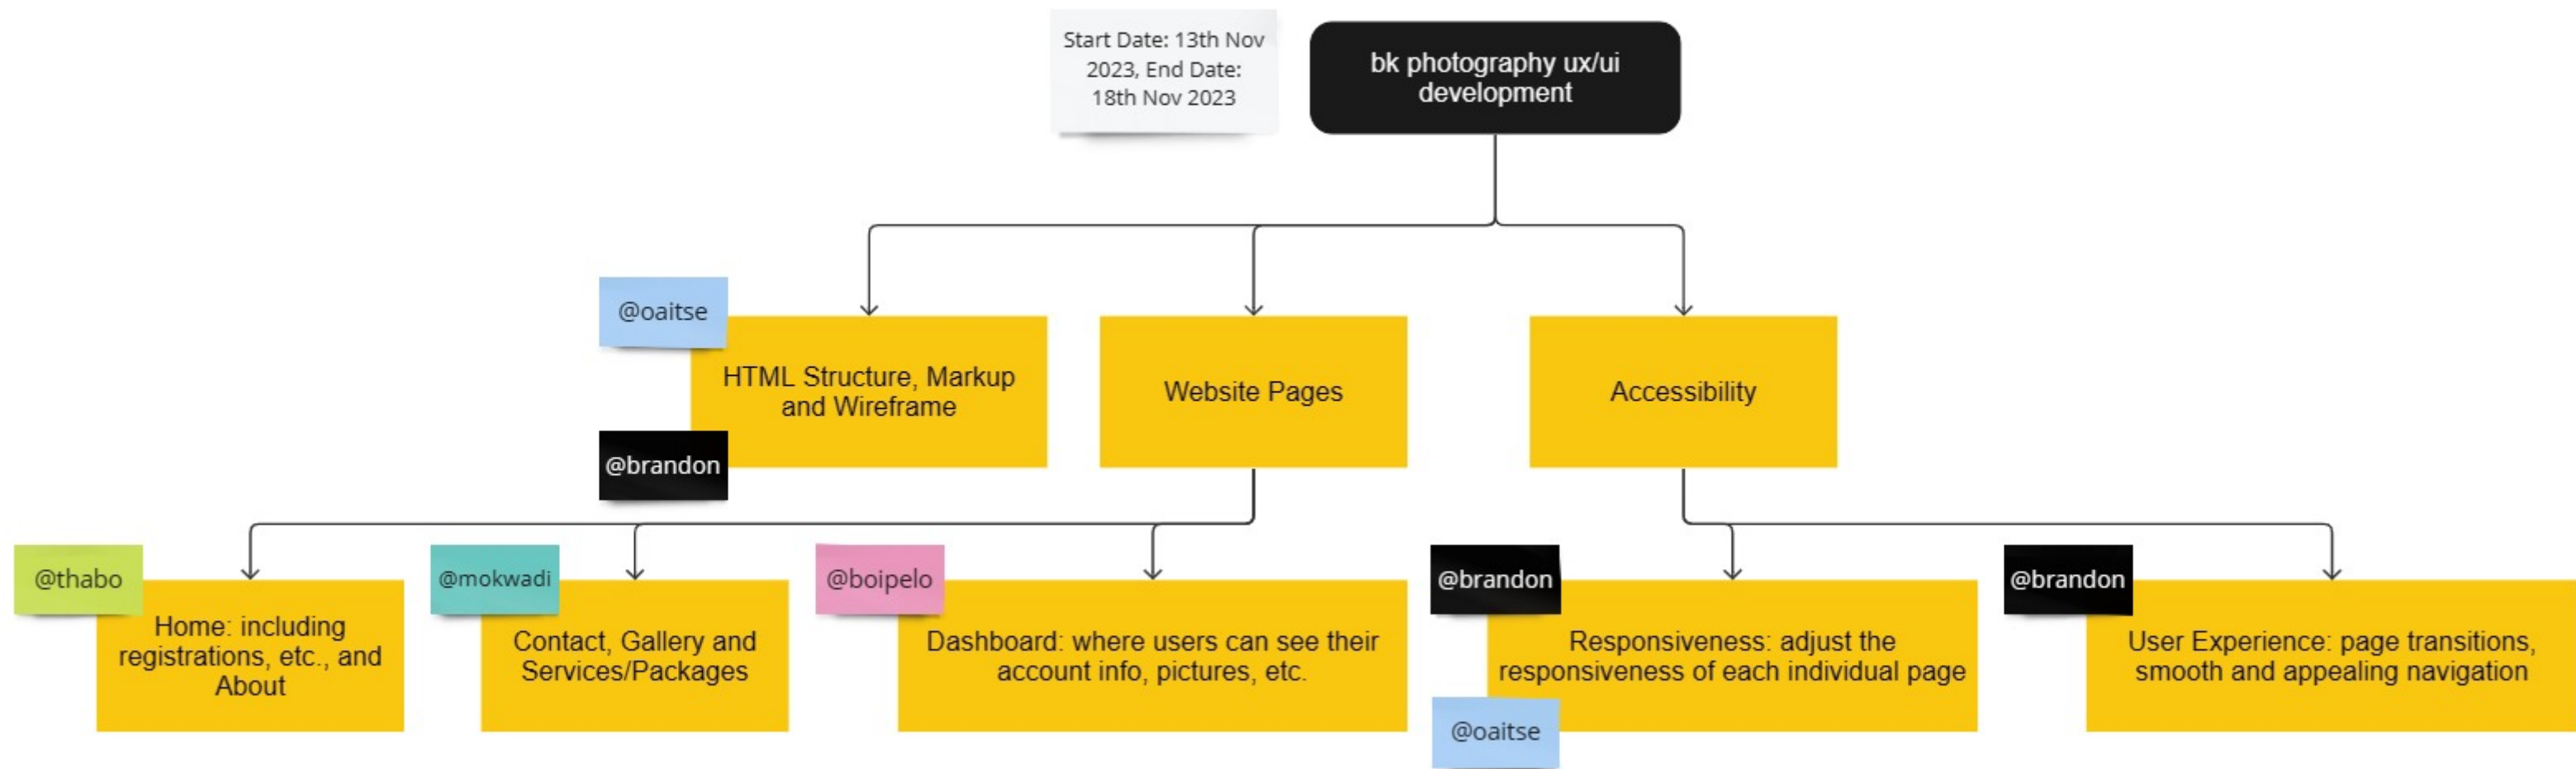 Start Date: 13th Nov
2023, End Date:
18th Nov 2023
bk photography ux/ui
development
@oaitse
HTML Structure, Markup
and Wireframe
@brandon
Website Pages
Accessibility
@thabo
Home: including
registrations, etc., and
About
@mokwadi
Contact, Gallery and
Services/Packages
@boipelo
Dashboard: where users can see their
account info, pictures, etc.
@brandon
Responsiveness: adjust the
responsiveness of each individual page
@oaitse
@brandon
User Experience: page transitions,
smooth and appealing navigation